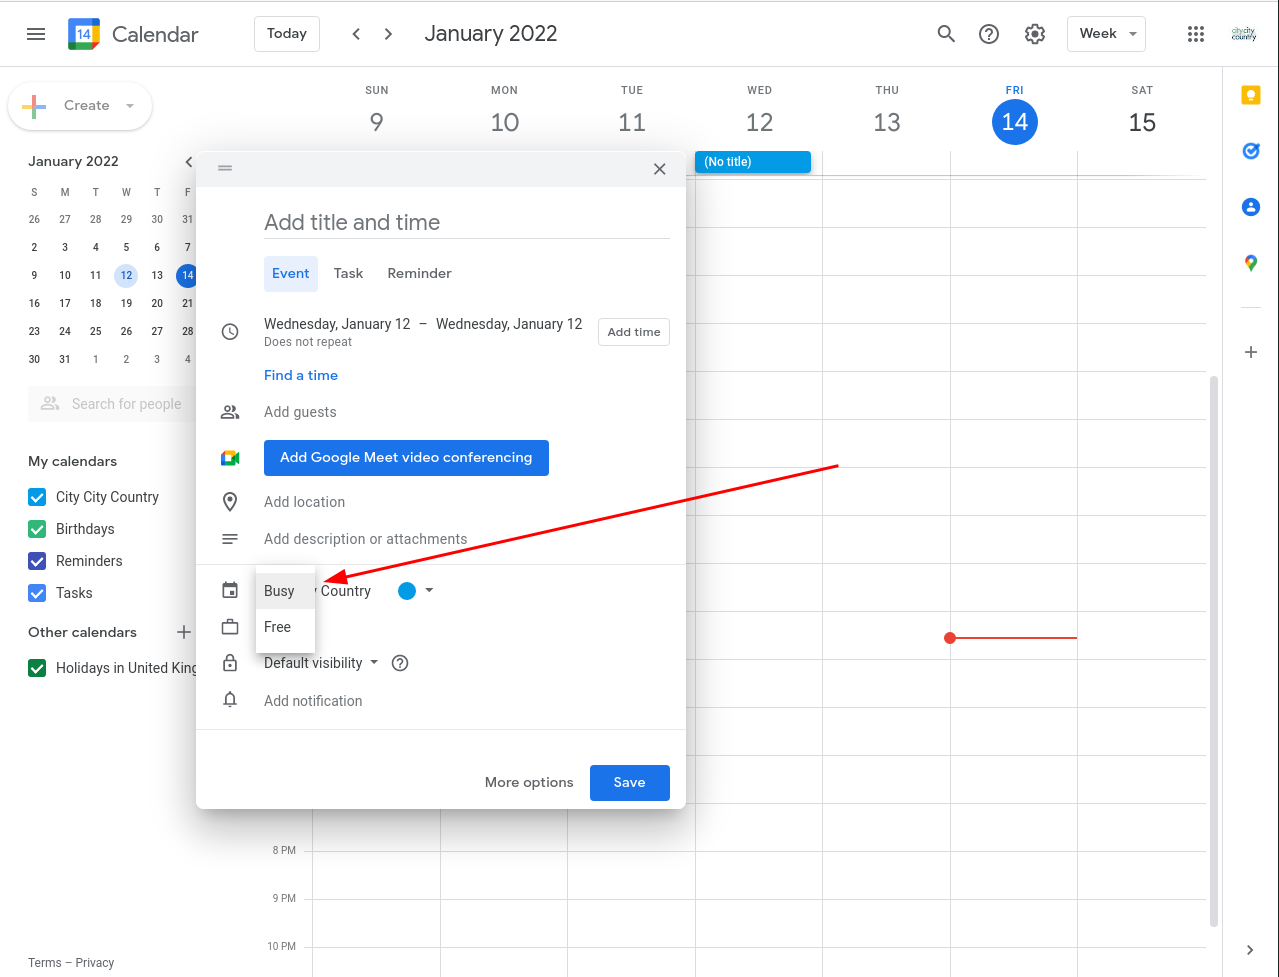 14 Calendar Today January 2022 Week citycity country
Create
SUN MON TUE WED THU FRI SAT
9 10 11 12 13 14 15
January 2022
(No title)
S M T W T F
26 27 28 29 30 31
2 3 4 5 6 7
9 10 11 12 13 14
16 17 18 19 20 21
23 24 25 26 27 28
30 31 1 2 3 4
Search for people
My calendars
City City Country
Birthdays
Reminders
Tasks
Other calendars
Holidays in United King
Terms – Privacy
Add title and time
Event Task Reminder
Wednesday, January 12 – Wednesday, January 12 Add time
Does not repeat
Find a time
Add guests
Add Google Meet video conferencing
Add location
Add description or attachments
Busy y Country
Free
Default visibility
Add notification
More options Save
8 PM
9 PM
10 PM